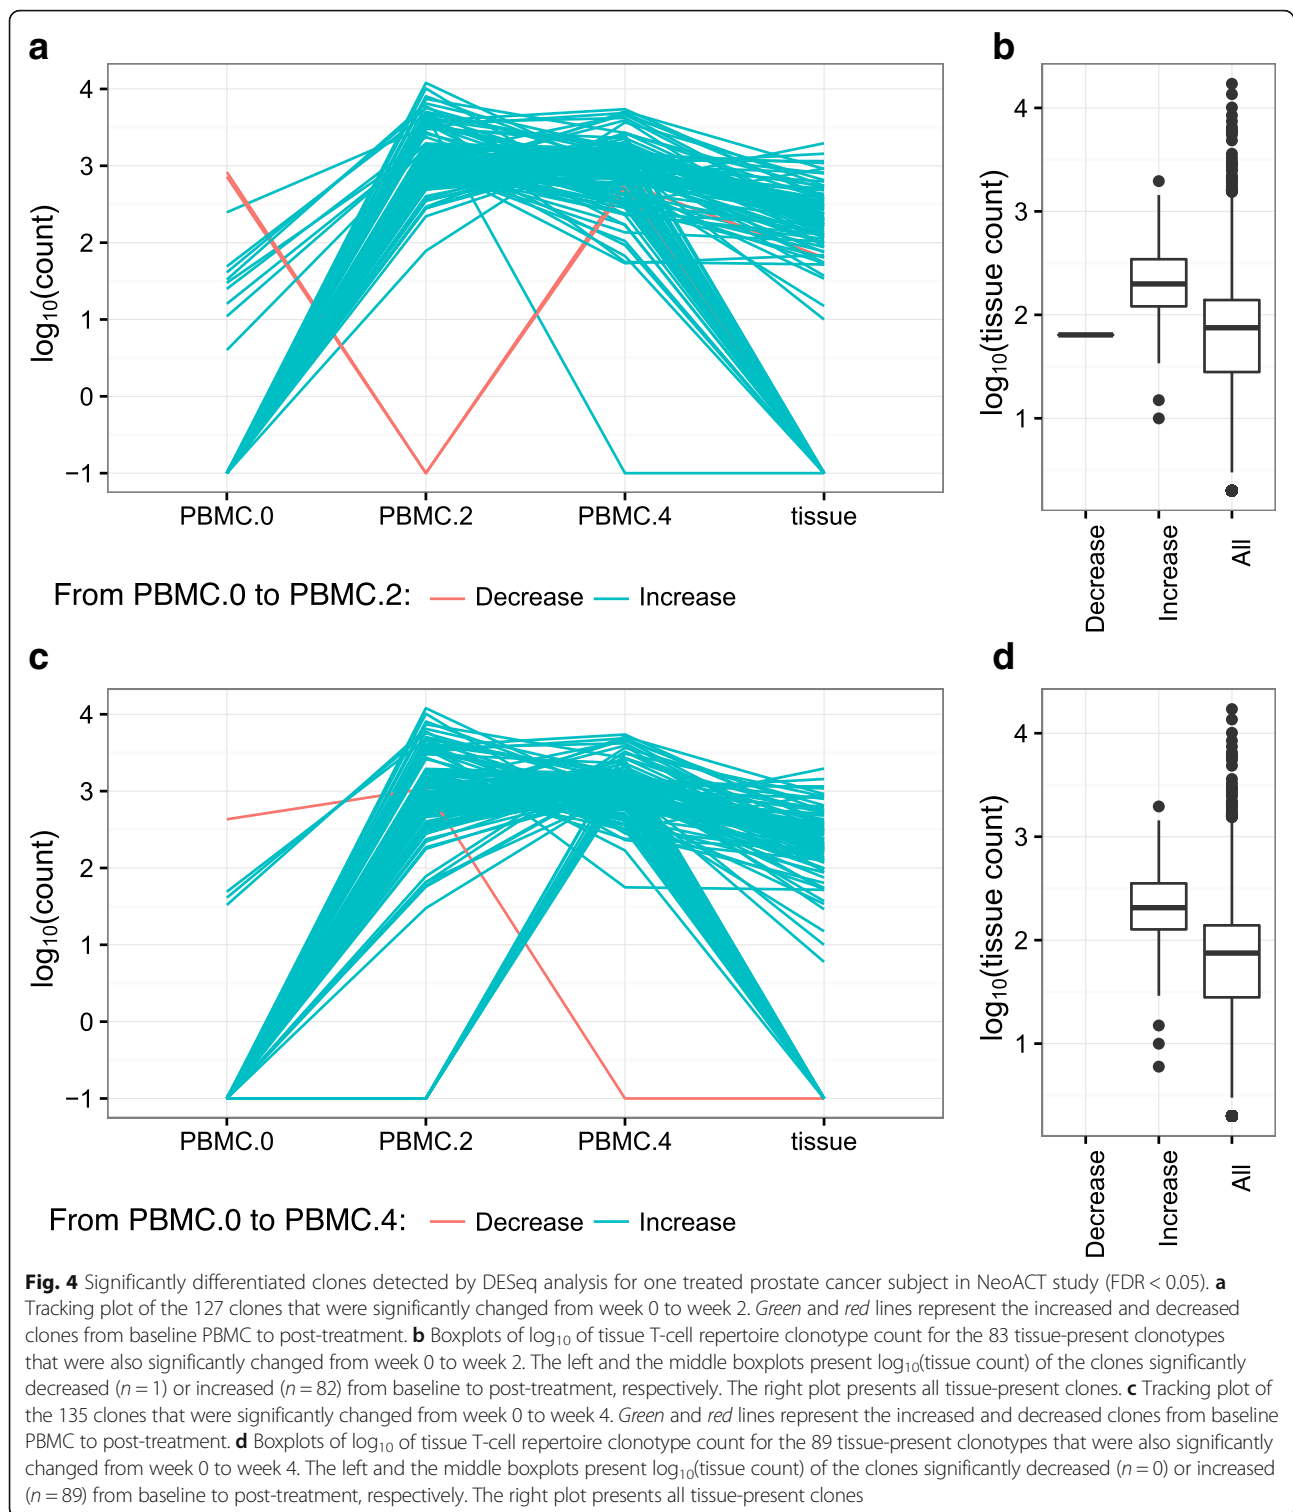 a
4
3
2
1
0
−1
log10(count)
PBMC.0 PBMC.2 PBMC.4 tissue
From PBMC.0 to PBMC.2: Decrease Increase
b
4
3
2
1
log10(tissue count)
Decrease Increase All
c
4
3
2
1
0
−1
log10(count)
PBMC.0 PBMC.2 PBMC.4 tissue
From PBMC.0 to PBMC.4: Decrease Increase
d
4
3
2
1
log10(tissue count)
Decrease Increase All
Fig. 4 Significantly differentiated clones detected by DESeq analysis for one treated prostate cancer subject in NeoACT study (FDR < 0.05). a
Tracking plot of the 127 clones that were significantly changed from week 0 to week 2. Green and red lines represent the increased and decreased
clones from baseline PBMC to post-treatment. b Boxplots of log10 of tissue T-cell repertoire clonotype count for the 83 tissue-present clonotypes
that were also significantly changed from week 0 to week 2. The left and the middle boxplots present log10(tissue count) of the clones significantly
decreased (n = 1) or increased (n = 82) from baseline to post-treatment, respectively. The right plot presents all tissue-present clones. c Tracking plot of
the 135 clones that were significantly changed from week 0 to week 4. Green and red lines represent the increased and decreased clones from baseline
PBMC to post-treatment. d Boxplots of log10 of tissue T-cell repertoire clonotype count for the 89 tissue-present clonotypes that were also significantly
changed from week 0 to week 4. The left and the middle boxplots present log10(tissue count) of the clones significantly decreased (n = 0) or increased
(n = 89) from baseline to post-treatment, respectively. The right plot presents all tissue-present clones